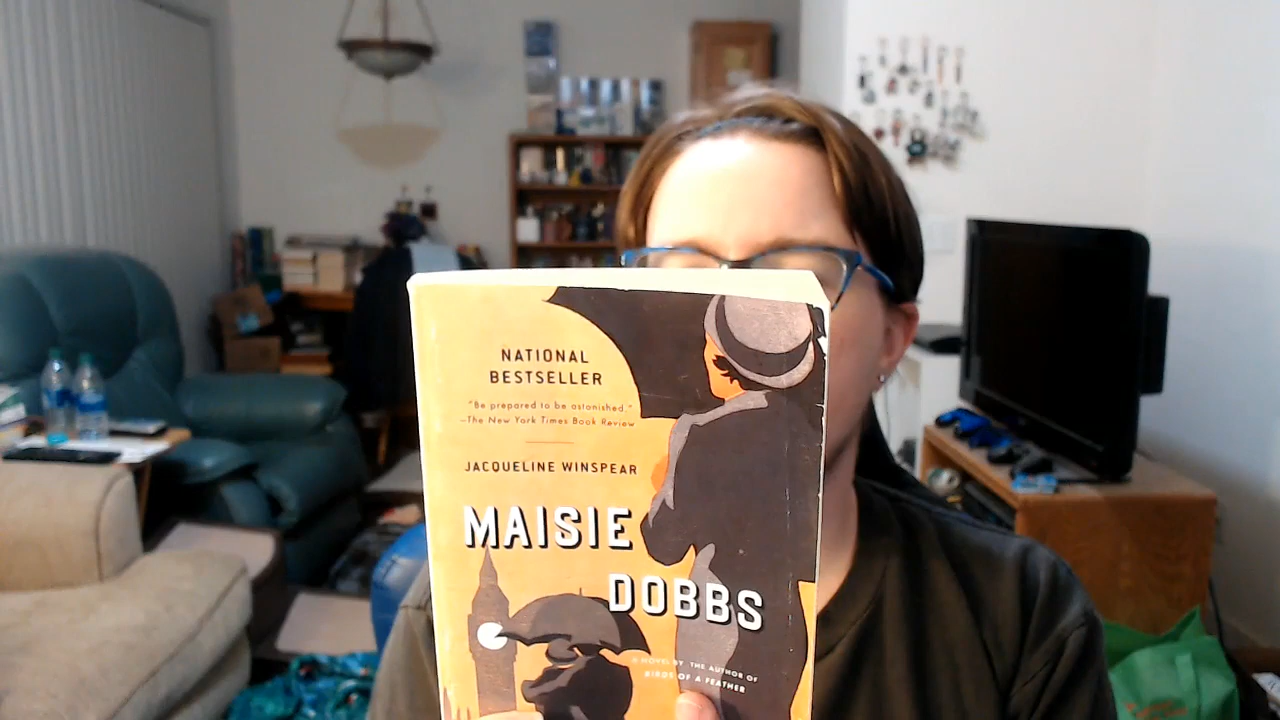 NATIONAL
BESTSELLER
"Be prepared to be astonished."
—The New York Times Book Review
JACQUELINE WINSPEAR
MAISIE
DOBBS
A NOVEL BY THE AUTHOR OF
BIRDS OF A FEATHER